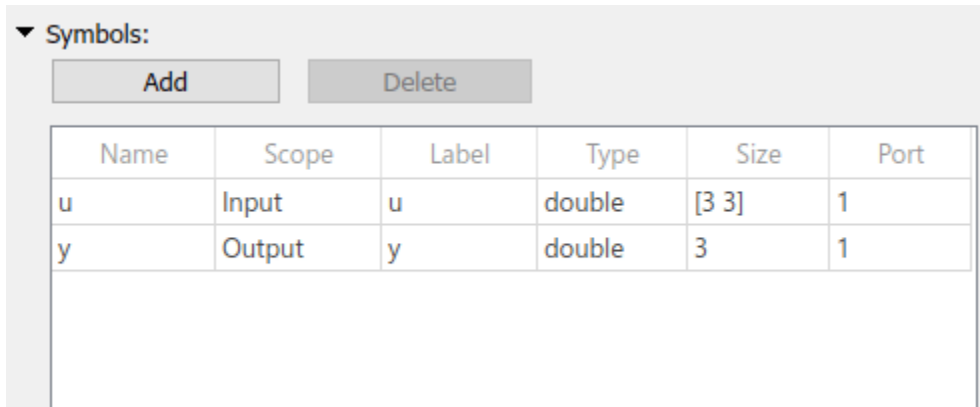 Symbols:
Add Delete
Name Scope Label Type Size Port
u Input u double [3 3] 1
y Output y double 3 1